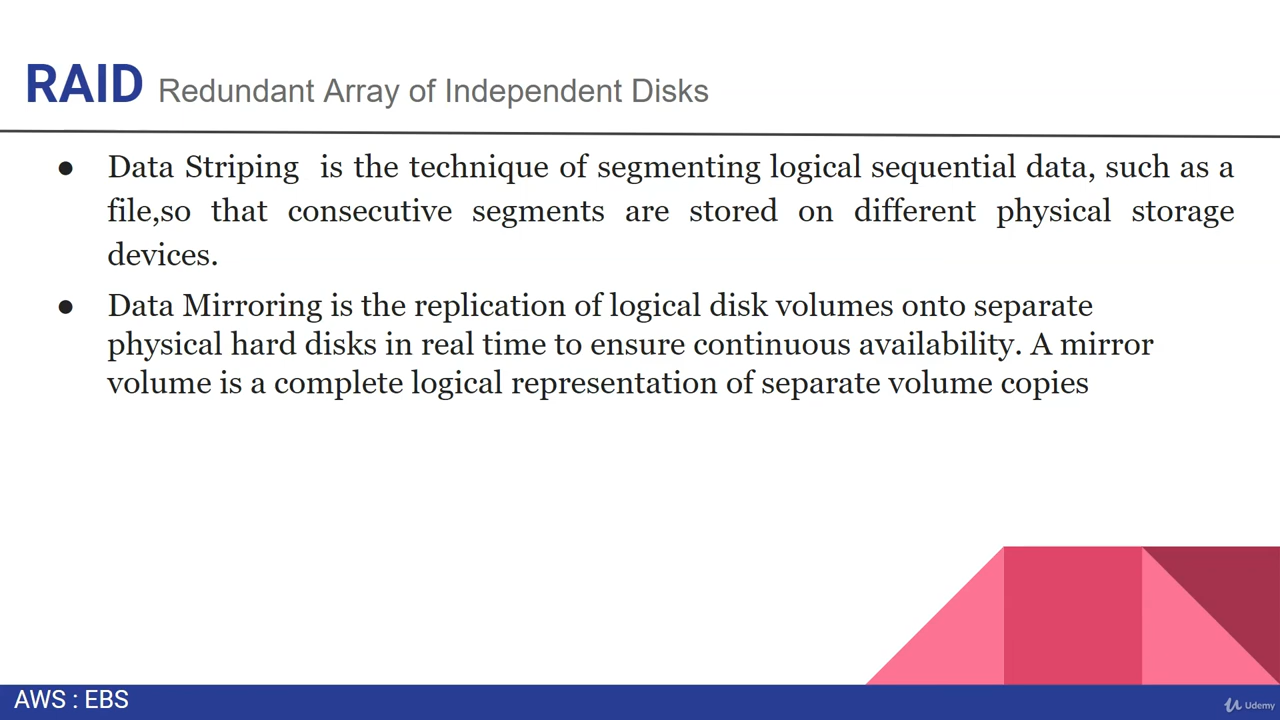 RAID Redundant Array of Independent Disks
● Data Striping is the technique of segmenting logical sequential data, such as a
file,so that consecutive segments are stored on different physical storage
devices.
● Data Mirroring is the replication of logical disk volumes onto separate
physical hard disks in real time to ensure continuous availability. A mirror
volume is a complete logical representation of separate volume copies
AWS : EBS
Udemy